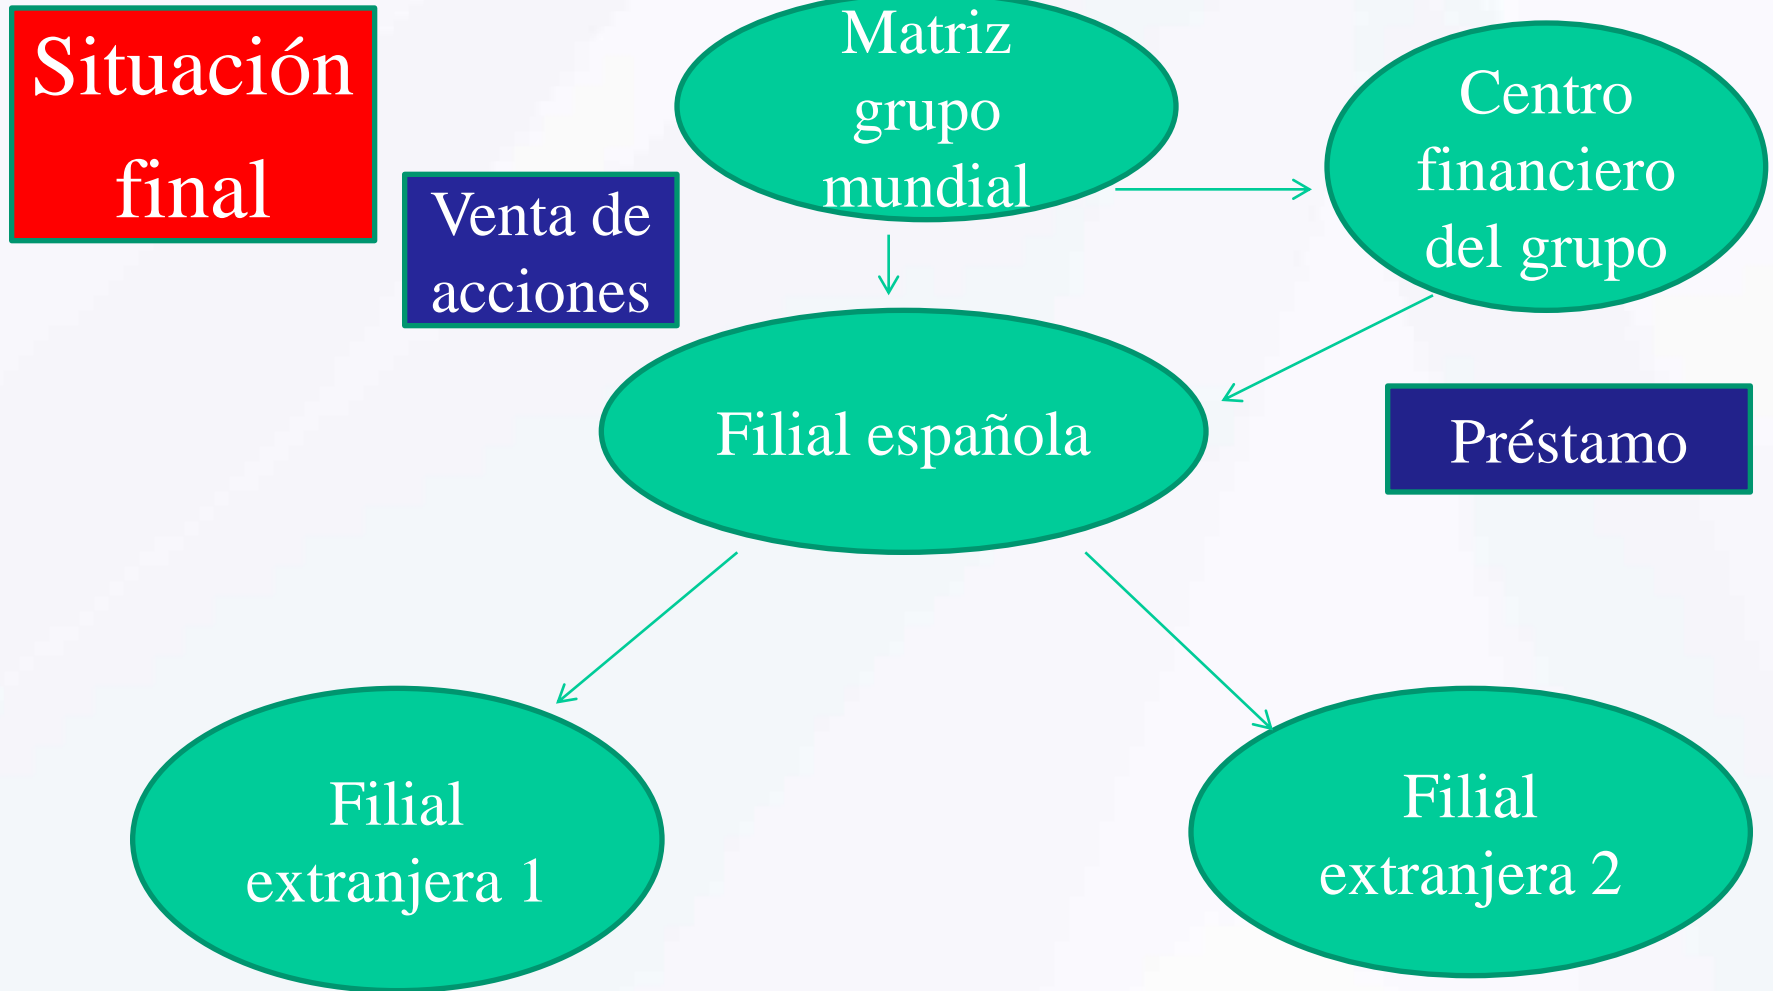 Situación
final
Matriz
grupo
mundial
Centro
financiero
del grupo
Venta de
acciones
Filial española
Préstamo
Filial
extranjera 1
Filial
extranjera 2